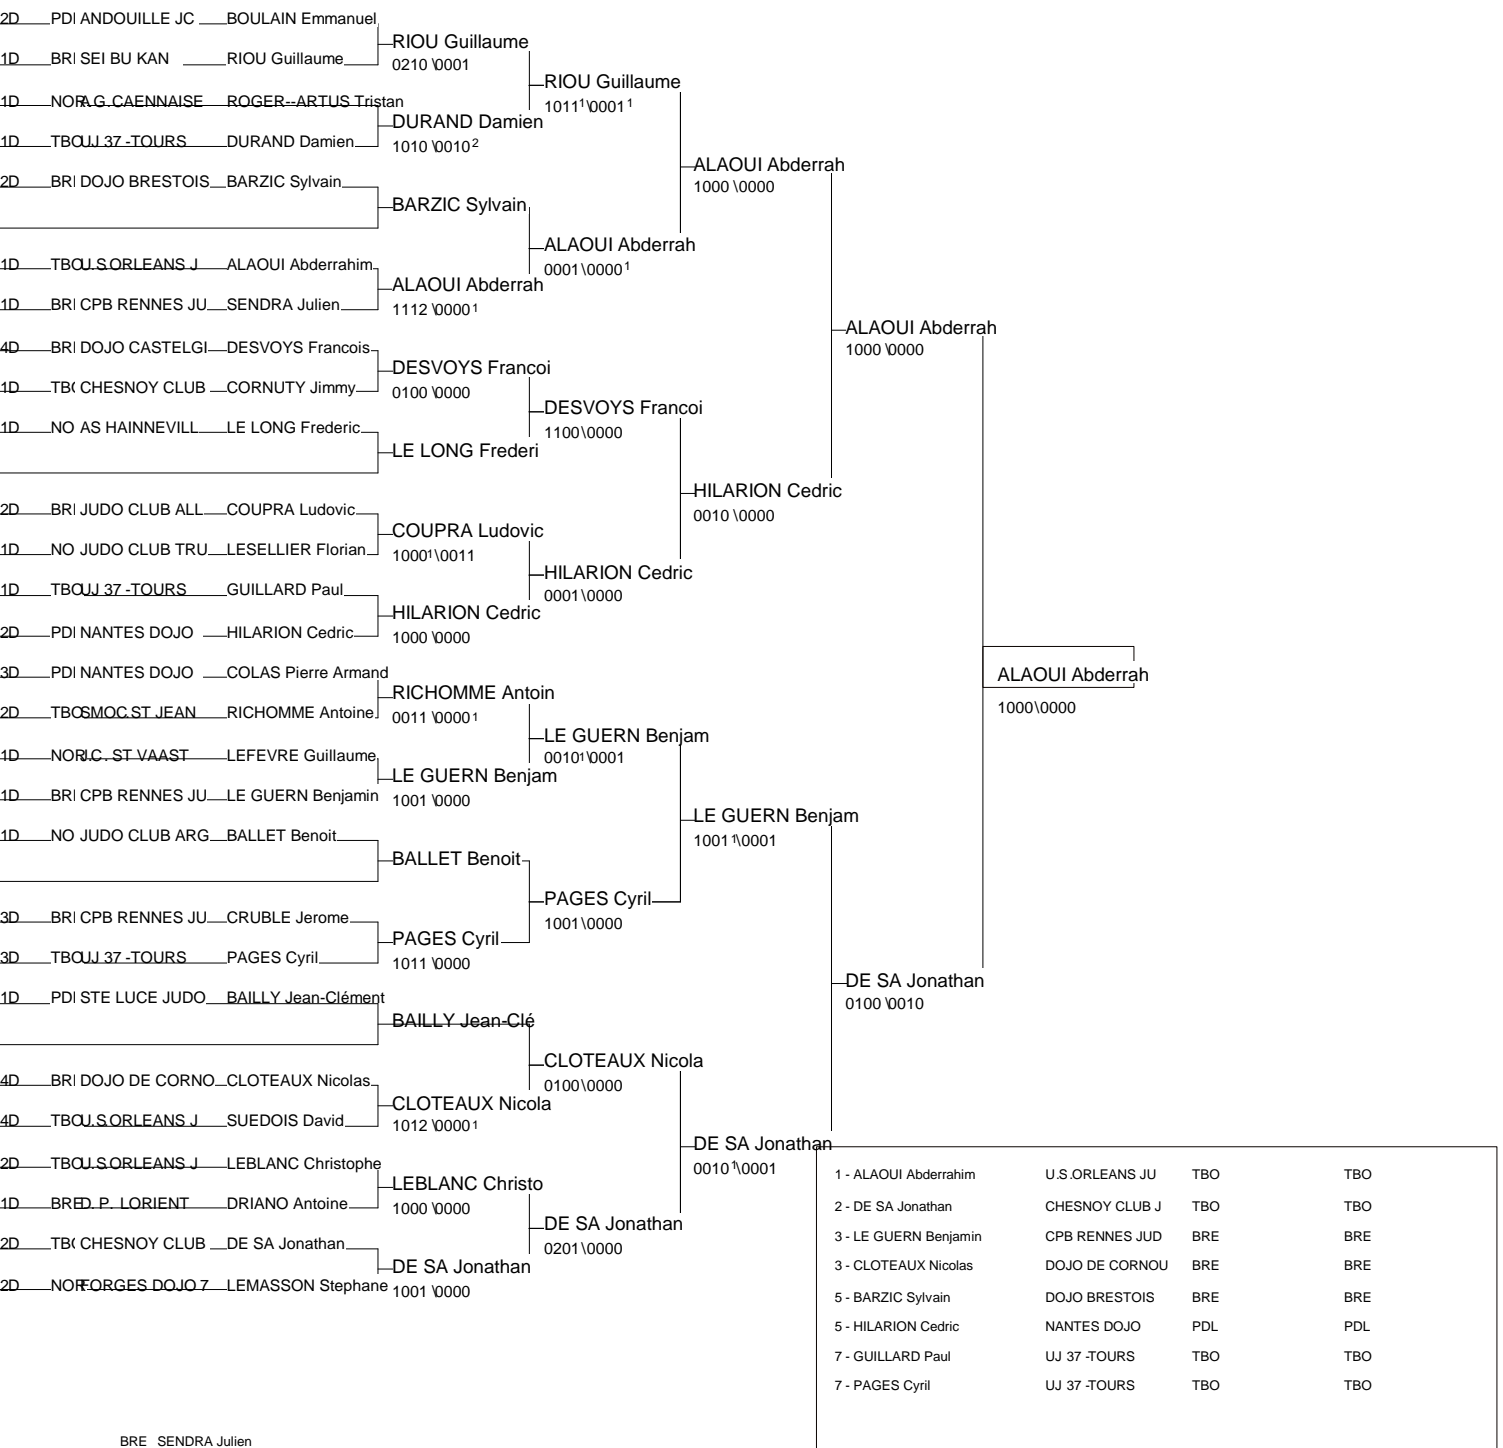 2D PDL ANDOUILLE JC BOULAIN Emmanuel
RIOU Guillaume
1D BRE SEI BU KAN RIOU Guillaume
0210 \0001
RIOU Guillaume
1D NOR A.G. CAENNAISE ROGER--ARTUS Tristan
1011¹\0001¹
DURAND Damien
1D TBO UJ 37 -TOURS DURAND Damien
1010 \0010²
ALAOUI Abderrah
1000 \0000
2D BRE DOJO BRESTOIS BARZIC Sylvain
BARZIC Sylvain
ALAOUI Abderrah
0001\0000¹
1D TBO U.S.ORLEANS J ALAOUI Abderrahim
ALAOUI Abderrah
1D BRE CPB RENNES JU SENDRA Julien
1112 \0000¹
ALAOUI Abderrah
1000 \0000
4D BRE DOJO CASTELGI DESVOYS Francois
DESVOYS Francoi
1D TBO CHESNOY CLUB CORNUTY Jimmy
0100 \0000
DESVOYS Francoi
1D NO AS HAINNEVILL LE LONG Frederic
1100\0000
LE LONG Frederi
HILARION Cedric
0010 \0000
2D BRE JUDO CLUB ALL COUPRA Ludovic
COUPRA Ludovic
1D NO JUDO CLUB TRU LESELLIER Florian
1000¹\0011
HILARION Cedric
0001\0000
1D TBO UJ 37 -TOURS GUILLARD Paul
HILARION Cedric
2D PDL NANTES DOJO HILARION Cedric
1000 \0000
ALAOUI Abderrah
1000\0000
3D PDL NANTES DOJO COLAS Pierre Armand
RICHOMME Antoin
2D TBO SMOC ST JEAN RICHOMME Antoine
0011 \0000¹
LE GUERN Benjam
0010¹\0001
1D NOR J.C. ST VAAST LEFEVRE Guillaume
LE GUERN Benjam
1D BRE CPB RENNES JU LE GUERN Benjamin
1001 \0000
LE GUERN Benjam
1001 ¹\0001
1D NO JUDO CLUB ARG BALLET Benoit
BALLET Benoit
PAGES Cyril
1001\0000
3D BRE CPB RENNES JU CRUBLE Jerome
PAGES Cyril
3D TBO UJ 37 -TOURS PAGES Cyril
1011 \0000
DE SA Jonathan
0100 \0010
1D PDL STE LUCE JUDO BAILLY Jean-Clément
BAILLY Jean-Clé
CLOTEAUX Nicola
0100\0000
4D BRE DOJO DE CORNO CLOTEAUX Nicolas
CLOTEAUX Nicola
4D TBO U.S.ORLEANS J SUEDOIS David
1012 \0000¹
DE SA Jonathan
0010 ¹\0001
2D TBO U.S.ORLEANS J LEBLANC Christophe
LEBLANC Christo
1D BRE D. P. LORIENT DRIANO Antoine
1000 \0000
DE SA Jonathan
0201\0000
2D TBO CHESNOY CLUB DE SA Jonathan
DE SA Jonathan
2D NOR FORGES DOJO 7 LEMASSON Stephane
1001 \0000
1 - ALAOUI Abderrahim U.S.ORLEANS JU TBO TBO
2 - DE SA Jonathan CHESNOY CLUB J TBO TBO
3 - LE GUERN Benjamin CPB RENNES JUD BRE BRE
3 - CLOTEAUX Nicolas DOJO DE CORNOU BRE BRE
5 - BARZIC Sylvain DOJO BRESTOIS BRE BRE
5 - HILARION Cedric NANTES DOJO PDL PDL
7 - GUILLARD Paul UJ 37 -TOURS TBO TBO
7 - PAGES Cyril UJ 37 -TOURS TBO TBO
BRE SENDRA Julien